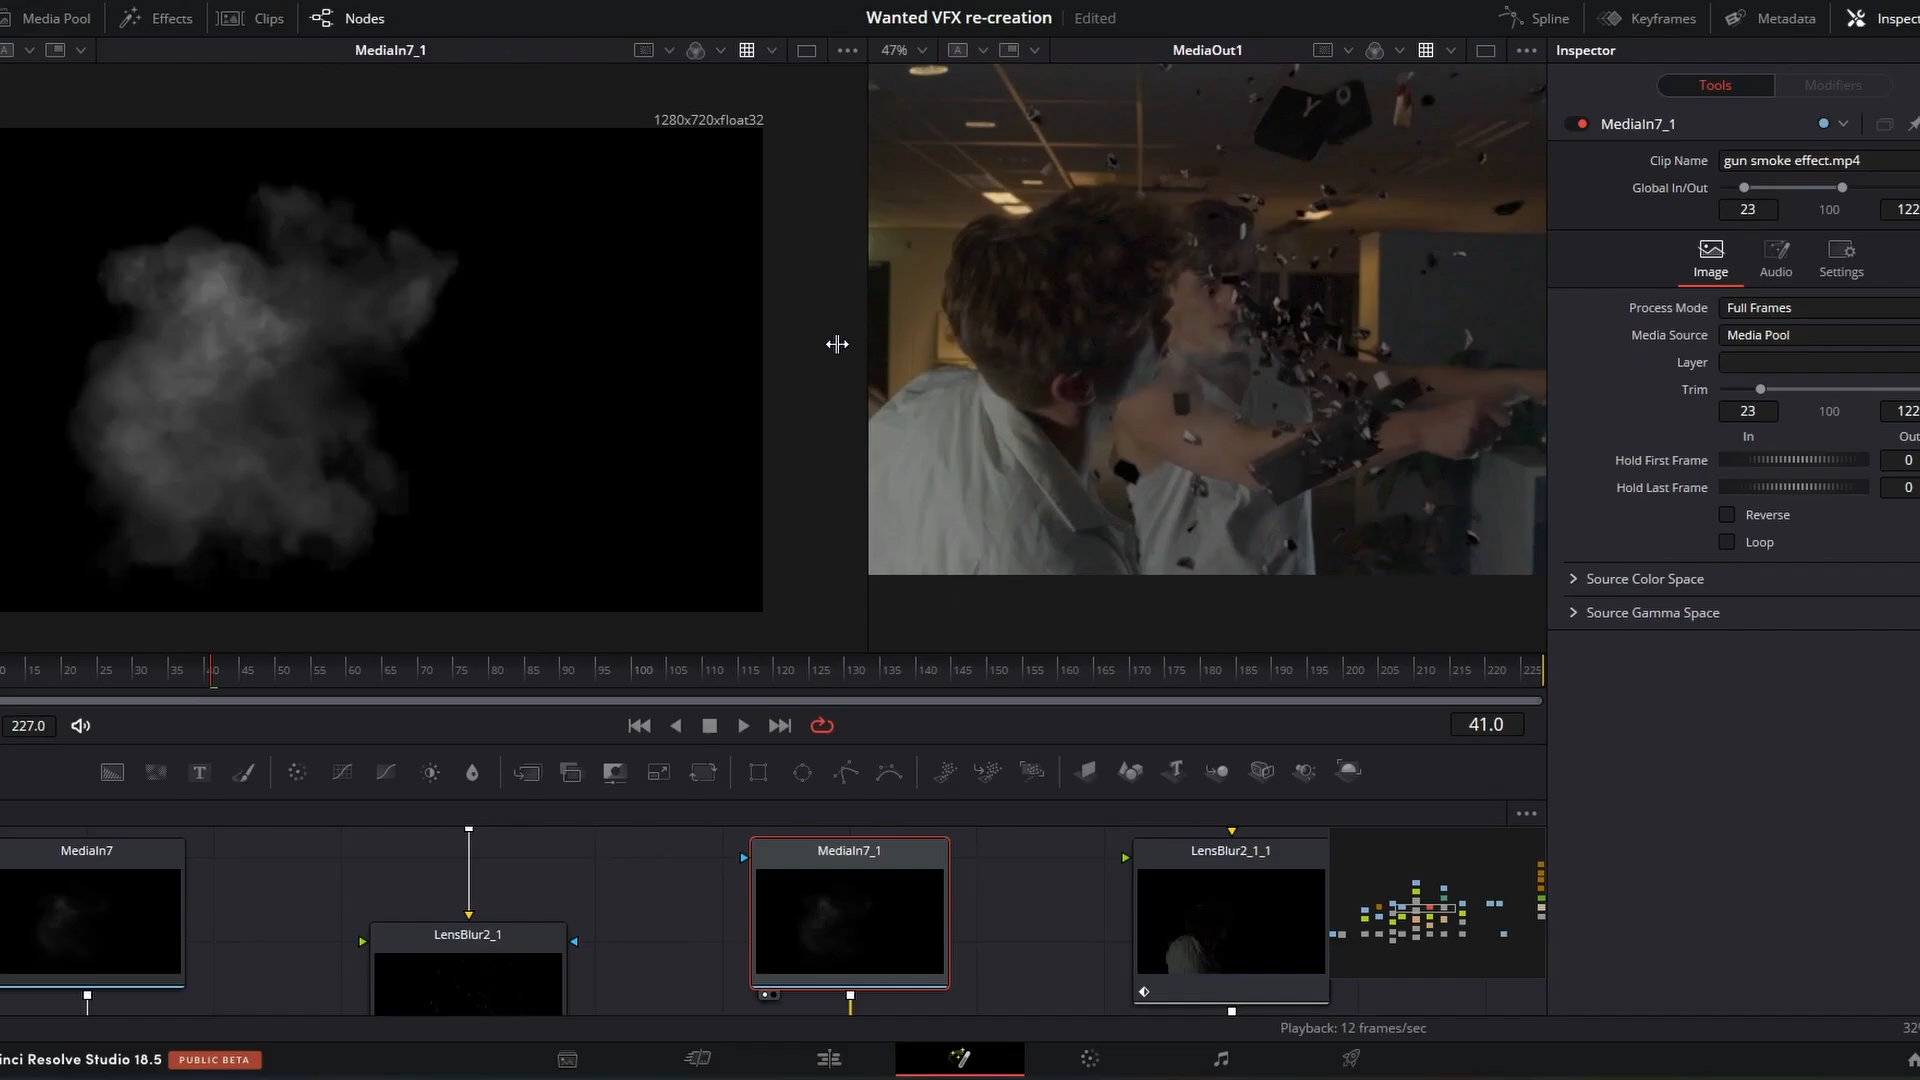 Media Pool
Effects
Clips
Nodes
Wanted VFX re-creation
Edited
Spline
Keyframes
Metadata
Inspect
MediaIn7_1
47%
MediaOut1
Inspector
Tools
Modifiers
1280x720xfloat32
MediaIn7_1
Clip Name
gun smoke effect.mp4
Global In/Out
23
100
122
Image
Audio
Settings
Process Mode
Full Frames
Media Source
Media Pool
Layer
Trim
23
100
122
In
Out
Hold First Frame
0
Hold Last Frame
0
Reverse
Loop
Source Color Space
Source Gamma Space
Y
O
15 20 25 30 35 40 45 50 55 60 65 70 75 80 85 90 95 100 105 110 115 120 125 130 135 140 145 150 155 160 165 170 175 180 185 190 195 200 205 210 215 220 225
227.0
41.0
MediaIn7
LensBlur2_1
MediaIn7_1
LensBlur2_1_1
Playback: 12 frames/sec
inci Resolve Studio 18.5
PUBLIC BETA